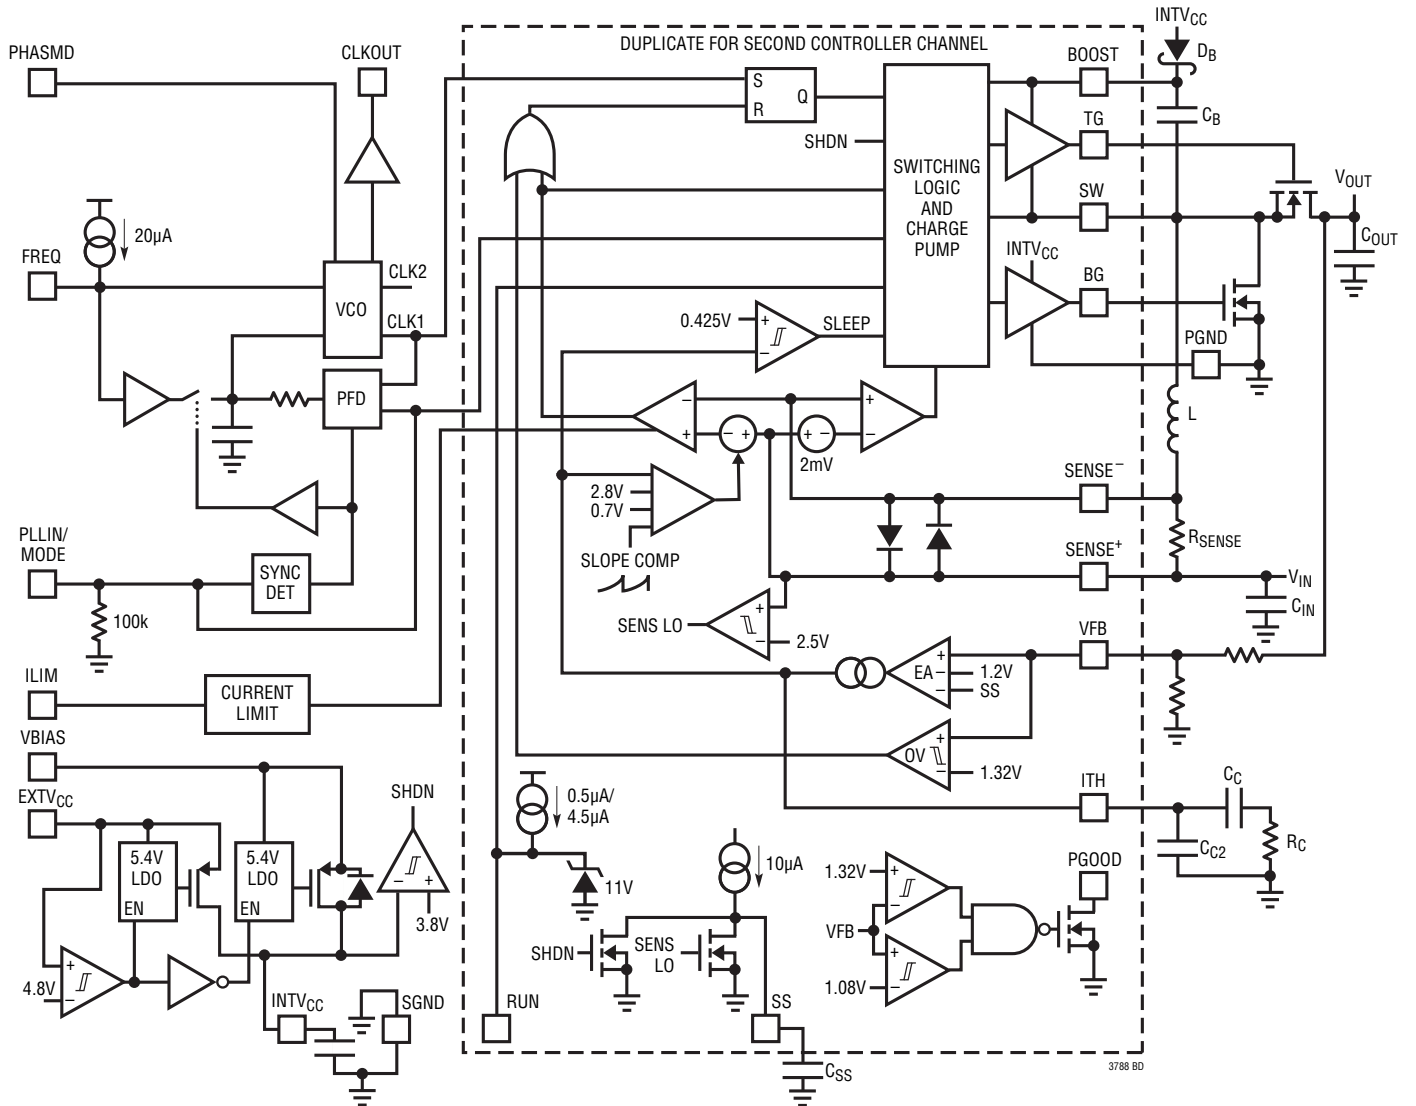 INTVCC
DB
DUPLICATE FOR SECOND CONTROLLER CHANNEL
PHASMD
CLKOUT
BOOST
S
R
Q
CB
SHDN
TG
SWITCHING
LOGIC
AND
CHARGE
PUMP
VOUT
SW
COUT
20µA
FREQ
INTVCC
BG
CLK2
VCO
CLK1
0.425V
+
–
SLEEP
PGND
PFD
–
+
– +
+ –
2mV
+
–
L
2.8V
0.7V
SLOPE COMP
SENSE–
RSENSE
PLLIN/
MODE
SYNC
DET
100k
SENSE+
VIN
CIN
SENS LO
+
–
2.5V
VFB
EA
+
–
–
1.2V
SS
ILIM
CURRENT
LIMIT
OV
+
–
1.32V
VBIAS
EXTVCC
SHDN
0.5µA/
4.5µA
ITH
CC
CC2
RC
5.4V
LDO
EN
5.4V
LDO
EN
–
+
3.8V
11V
10µA
PGOOD
1.32V
+
–
VFB
+
–
1.08V
SHDN
SENS
LO
4.8V
+
–
INTVCC
SGND
RUN
SS
CSS
3788 BD